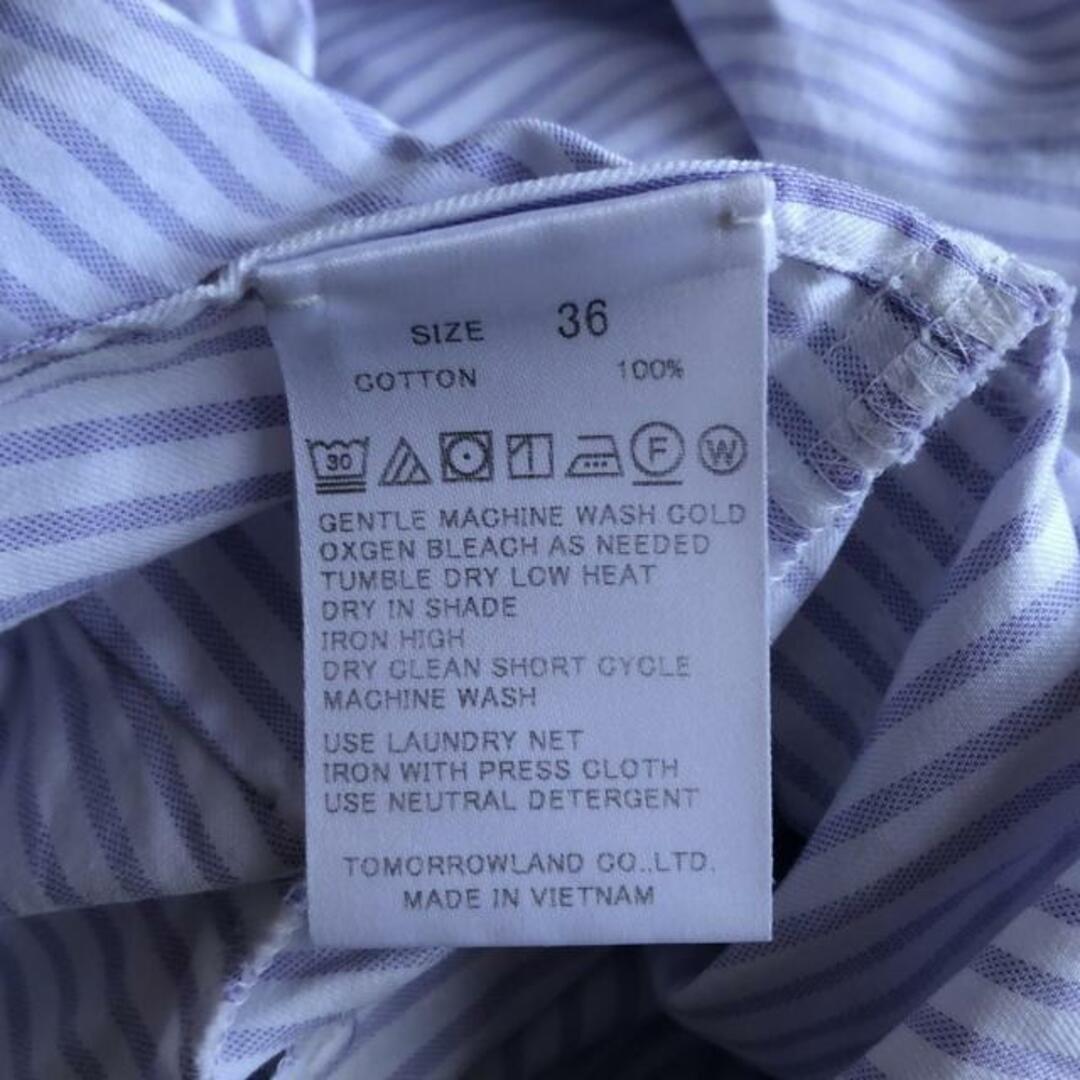 SIZE 36
COTTON 100%
30 F W
GENTLE MACHINE WASH COLD
OXGEN BLEACH AS NEEDED
TUMBLE DRY LOW HEAT
DRY IN SHADE
IRON HIGH
DRY CLEAN SHORT CYCLE
MACHINE WASH
USE LAUNDRY NET
IRON WITH PRESS CLOTH
USE NEUTRAL DETERGENT
TOMORROWLAND CO.,LTD.
MADE IN VIETNAM